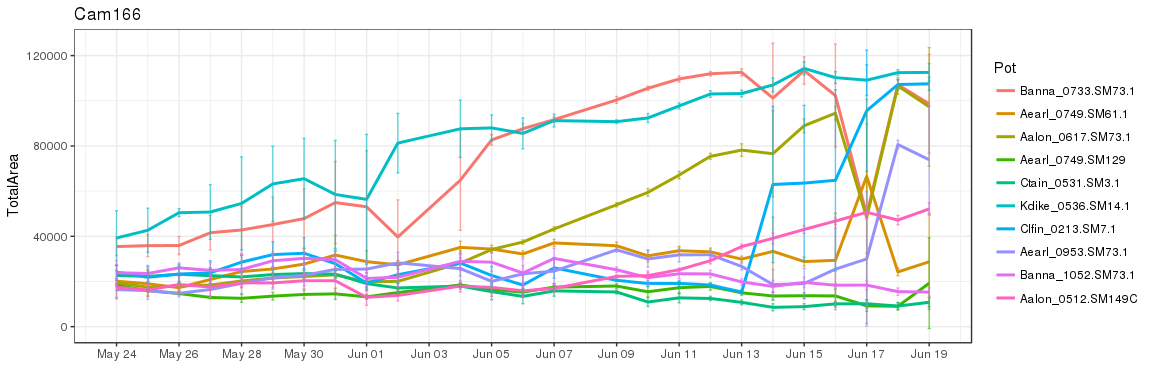 Cam166
TotalArea
120000
80000
40000
0
May 24 May 26 May 28 May 30 Jun 01 Jun 03 Jun 05 Jun 07 Jun 09 Jun 11 Jun 13 Jun 15 Jun 17 Jun 19
Pot
Banna_0733.SM73.1
Aearl_0749.SM61.1
Aalon_0617.SM73.1
Aearl_0749.SM129
Ctain_0531.SM3.1
Kdike_0536.SM14.1
Clfin_0213.SM7.1
Aearl_0953.SM73.1
Banna_1052.SM73.1
Aalon_0512.SM149C